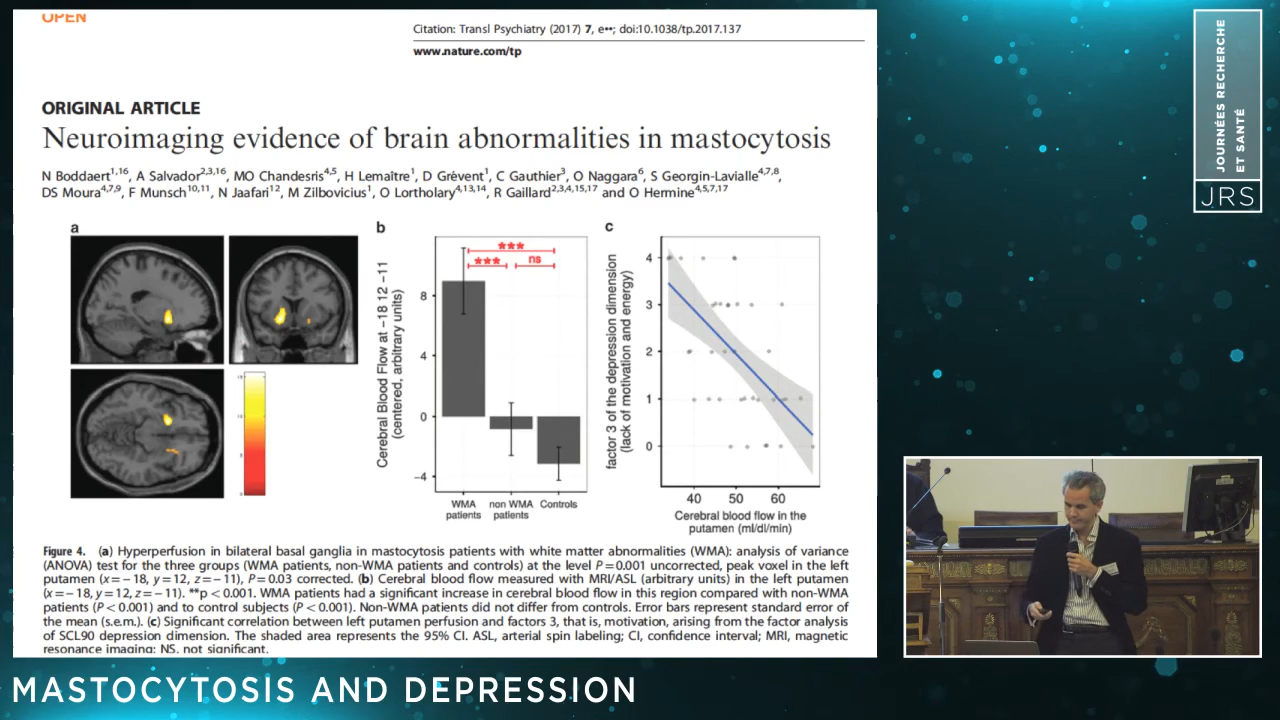 OPEN
Citation: Transl Psychiatry (2017) 7, e••; doi:10.1038/tp.2017.137
www.nature.com/tp
ORIGINAL ARTICLE
Neuroimaging evidence of brain abnormalities in mastocytosis
N Boddaert1,16, A Salvador2,3,16, MO Chandesris4,5, H Lemaître1, D Grévent1, C Gauthier3, O Naggara6, S Georgin-Lavialle4,7,8,
DS Moura4,7,9, F Munsch10,11, N Jaafari12, M Zilbovicius1, O Lortholary4,13,14, R Gaillard2,3,4,15,17 and O Hermine4,5,7,17
a
b
Cerebral Blood Flow at −18 12 −11
(centered, arbitrary units)
8
4
0
−4
***
***
ns
WMA patients
non WMA patients
Controls
c
factor 3 of the depression dimension
(lack of motivation and energy)
4
3
2
1
0
40 50 60
Cerebral blood flow in the
putamen (ml/dl/min)
Figure 4. (a) Hyperperfusion in bilateral basal ganglia in mastocytosis patients with white matter abnormalities (WMA): analysis of variance
(ANOVA) test for the three groups (WMA patients, non-WMA patients and controls) at the level P=0.001 uncorrected, peak voxel in the left
putamen (x=−18, y=12, z=−11), P=0.03 corrected. (b) Cerebral blood flow measured with MRI/ASL (arbitrary units) in the left putamen
(x=−18, y=12, z=−11). **p < 0.001. WMA patients had a significant increase in cerebral blood flow in this region compared with non-WMA
patients (P < 0.001) and to control subjects (P < 0.001). Non-WMA patients did not differ from controls. Error bars represent standard error of
the mean (s.e.m.). (c) Significant correlation between left putamen perfusion and factors 3, that is, motivation, arising from the factor analysis
of SCL90 depression dimension. The shaded area represents the 95% CI. ASL, arterial spin labeling; CI, confidence interval; MRI, magnetic
resonance imaging; NS, not significant.
JOURNÉES RECHERCHE
ET SANTÉ
JRS
MASTOCYTOSIS AND DEPRESSION